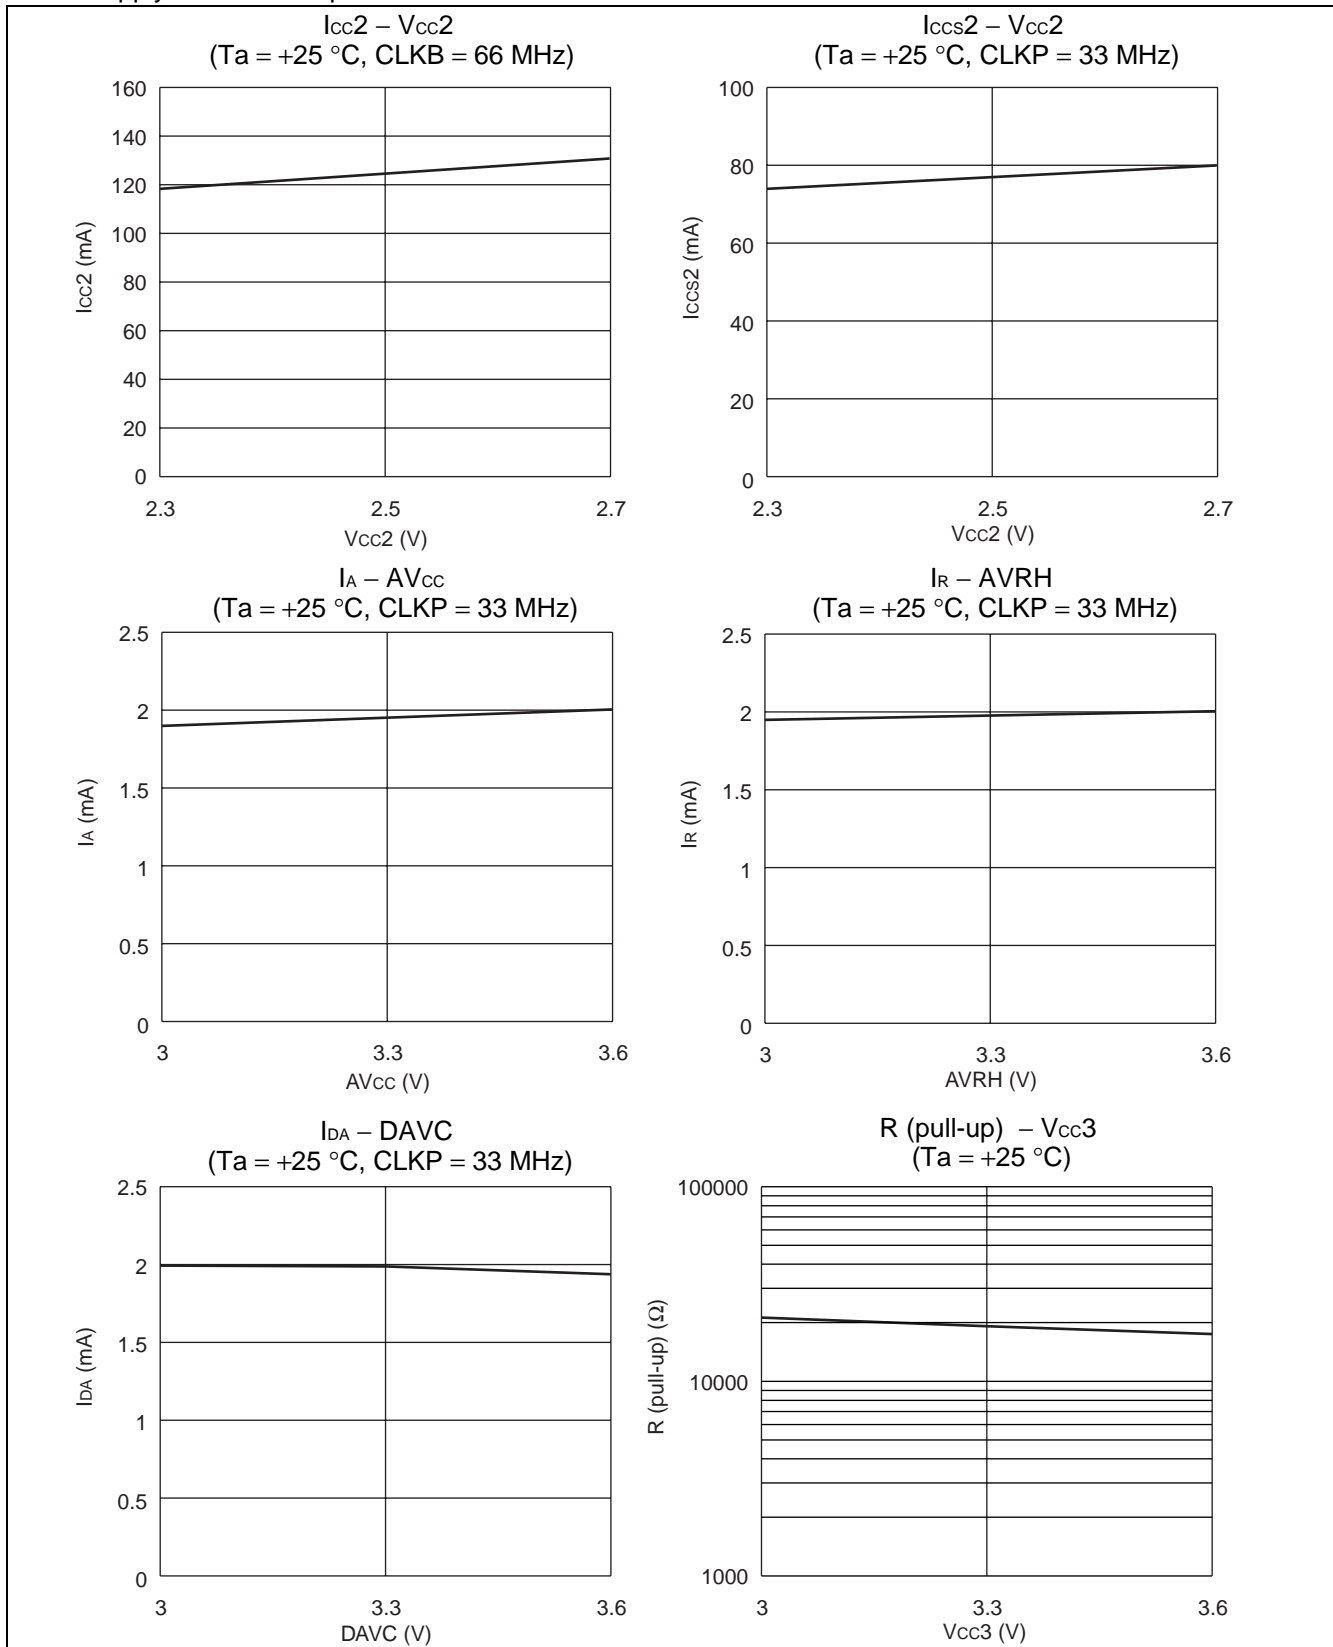 Icc2 – Vcc2
(Ta = +25 °C, CLKB = 66 MHz)
160
140
120
100
80
60
40
20
0
Icc2 (mA)
2.3 2.5 2.7
Vcc2 (V)
Iccs2 – Vcc2
(Ta = +25 °C, CLKP = 33 MHz)
100
80
60
40
20
0
Iccs2 (mA)
2.3 2.5 2.7
Vcc2 (V)
IA – AVcc
(Ta = +25 °C, CLKP = 33 MHz)
2.5
2
1.5
1
0.5
0
IA (mA)
3 3.3 3.6
AVcc (V)
IR – AVRH
(Ta = +25 °C, CLKP = 33 MHz)
2.5
2
1.5
1
0.5
0
IR (mA)
3 3.3 3.6
AVRH (V)
IDA – DAVC
(Ta = +25 °C, CLKP = 33 MHz)
2.5
2
1.5
1
0.5
0
IDA (mA)
3 3.3 3.6
DAVC (V)
R (pull-up) – Vcc3
(Ta = +25 °C)
100000
10000
1000
R (pull-up) (Ω)
3 3.3 3.6
Vcc3 (V)